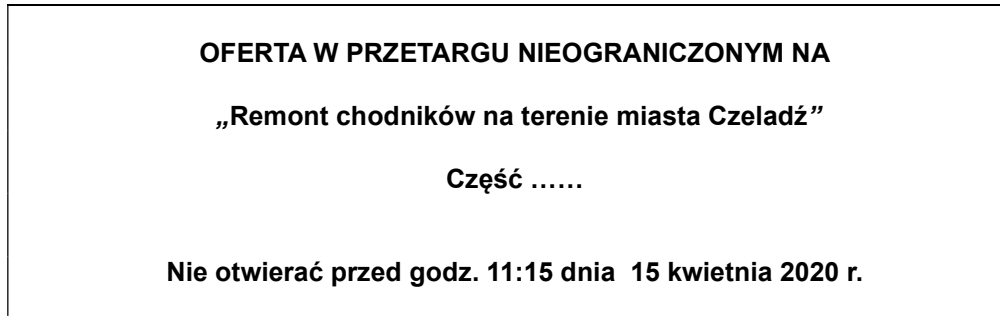 OFERTA W PRZETARGU NIEOGRANICZONYM NA
„Remont chodników na terenie miasta Czeladź”
Część ……
Nie otwierać przed godz. 11:15 dnia  15 kwietnia 2020 r.